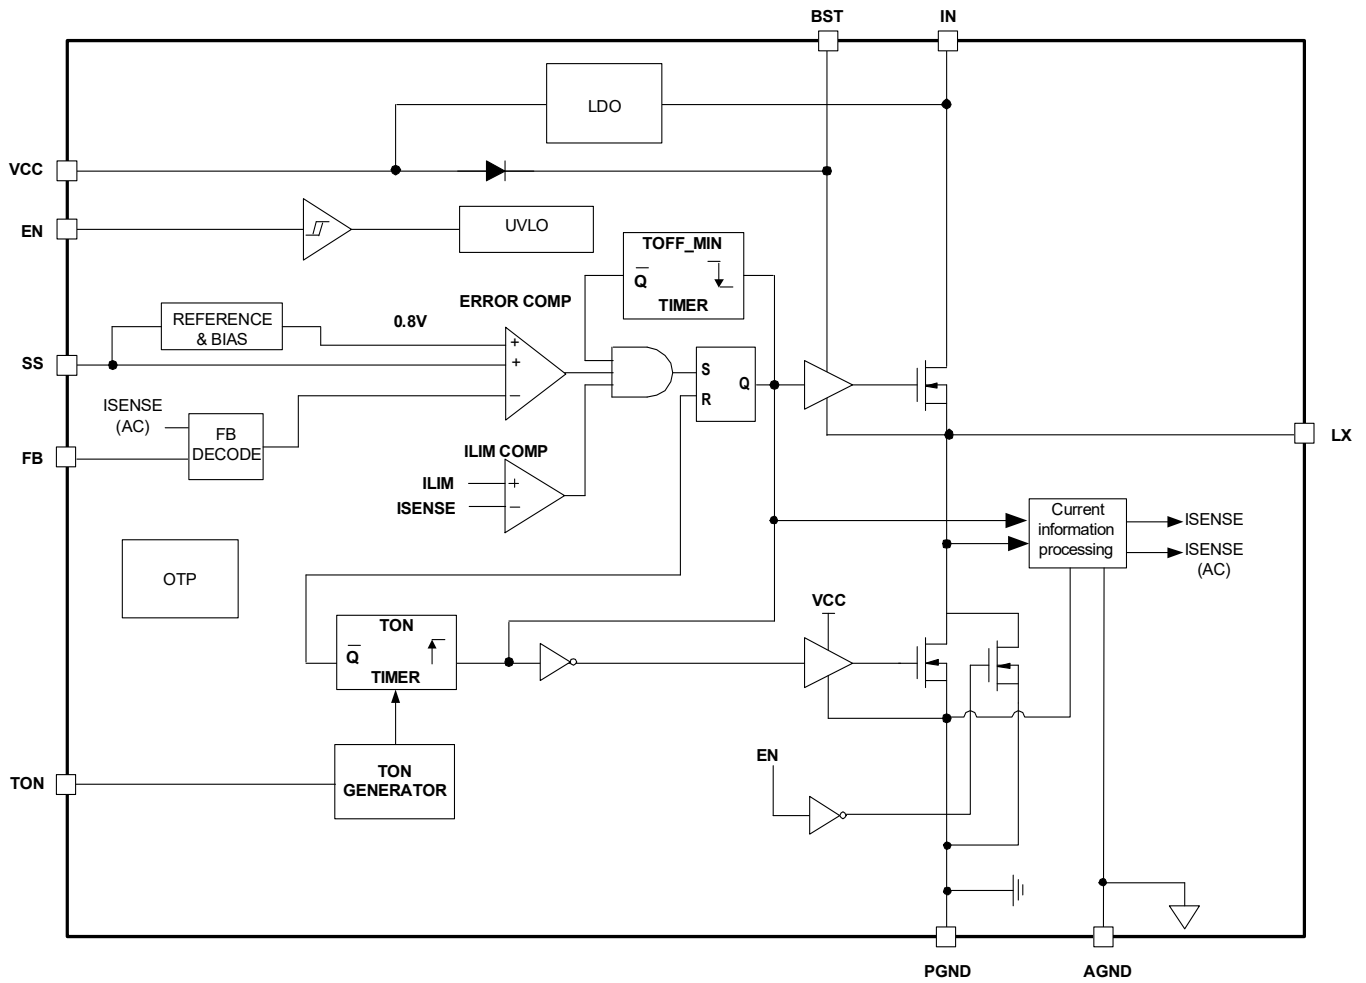 BST
IN
LDO
VCC
EN
UVLO
TOFF_MIN
Q
TIMER
ERROR COMP
REFERENCE
& BIAS
0.8V
+
SS
+
S
Q
ISENSE
(AC)
−
R
FB
DECODE
FB
LX
ILIM COMP
ILIM
+
ISENSE
−
Current
information
processing
ISENSE
ISENSE
(AC)
OTP
VCC
TON
Q
TIMER
EN
TON
TON
GENERATOR
PGND
AGND